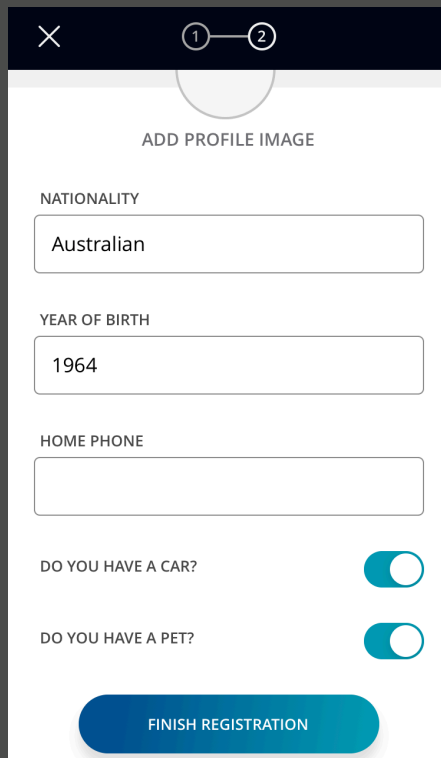 1 2
ADD PROFILE IMAGE
NATIONALITY
Australian
YEAR OF BIRTH
1964
HOME PHONE
DO YOU HAVE A CAR?
DO YOU HAVE A PET?
FINISH REGISTRATION